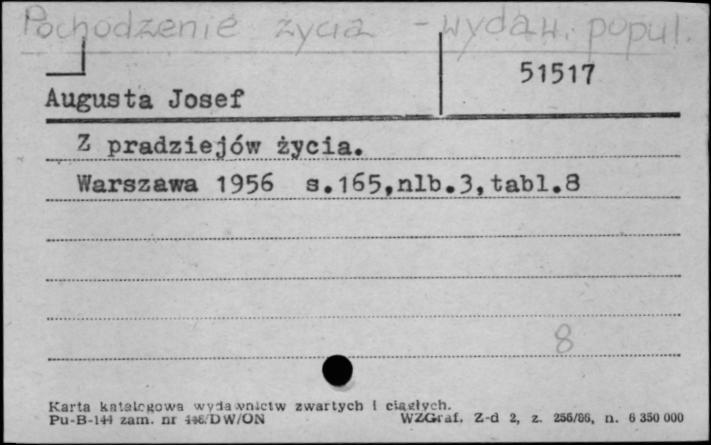 Pochodzenie życia - wydaw. popul.
51517
Augusta Josef
Z pradziejów życia.
Warszawa 1956 s.165,nlb.3,tabl.8
8
Karta katalogowa wydawnictw zwartych i ciągłych.
Pu-B-144 zam. nr 446/DW/ON WZGraf. Z-d 2, z. 256/86, n. 6 350 000